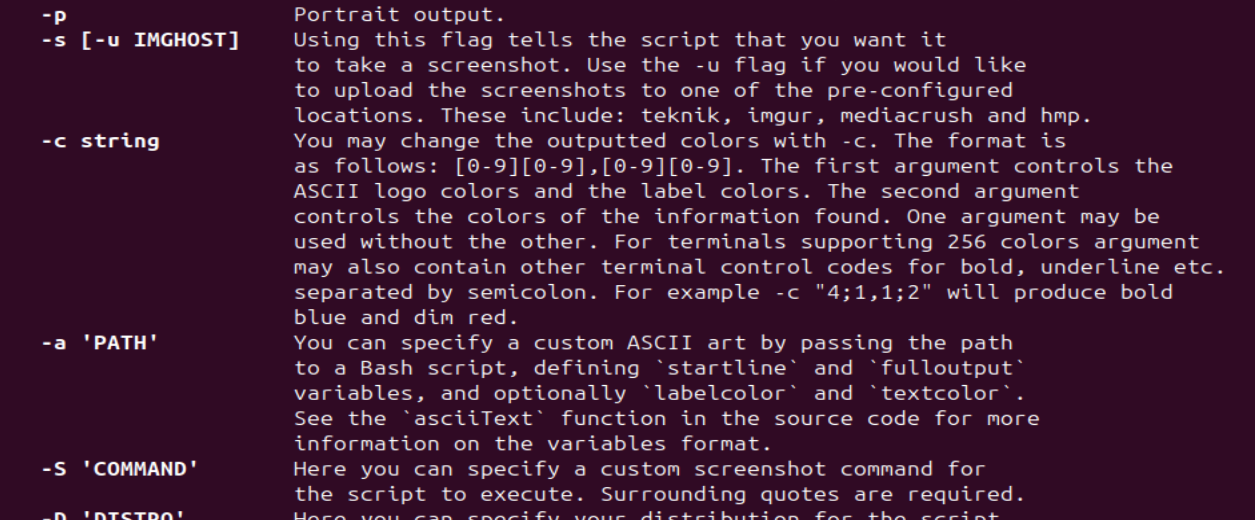 -p Portrait output.
-s [-u IMGHOST] Using this flag tells the script that you want it
to take a screenshot. Use the -u flag if you would like
to upload the screenshots to one of the pre-configured
locations. These include: teknik, imgur, mediacrush and hmp.
-c string You may change the outputted colors with -c. The format is
as follows: [0-9][0-9],[0-9][0-9]. The first argument controls the
ASCII logo colors and the label colors. The second argument
controls the colors of the information found. One argument may be
used without the other. For terminals supporting 256 colors argument
may also contain other terminal control codes for bold, underline etc.
separated by semicolon. For example -c "4;1,1;2" will produce bold
blue and dim red.
-a 'PATH' You can specify a custom ASCII art by passing the path
to a Bash script, defining `startline` and `fulloutput`
variables, and optionally `labelcolor` and `textcolor`.
See the `asciiText` function in the source code for more
information on the variables format.
-S 'COMMAND' Here you can specify a custom screenshot command for
the script to execute. Surrounding quotes are required.
-D 'DISTRO' Here you can specify your distribution for the script